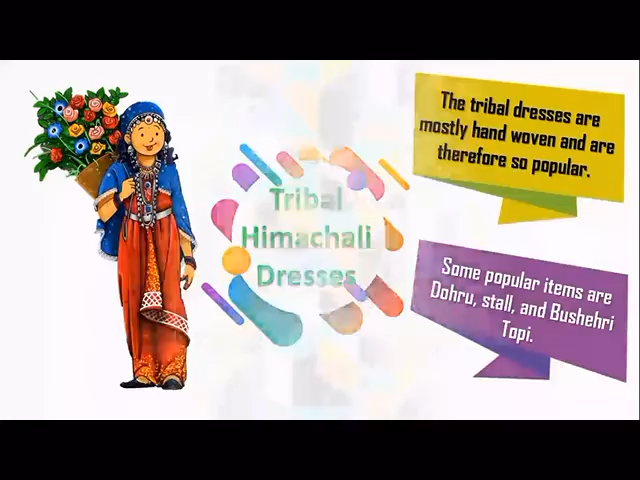 Tribal
Himachali
Dresses
The tribal dresses are
mostly hand woven and are
therefore so popular.
Some popular items are
Dohru, stall, and Bushehri
Topi.